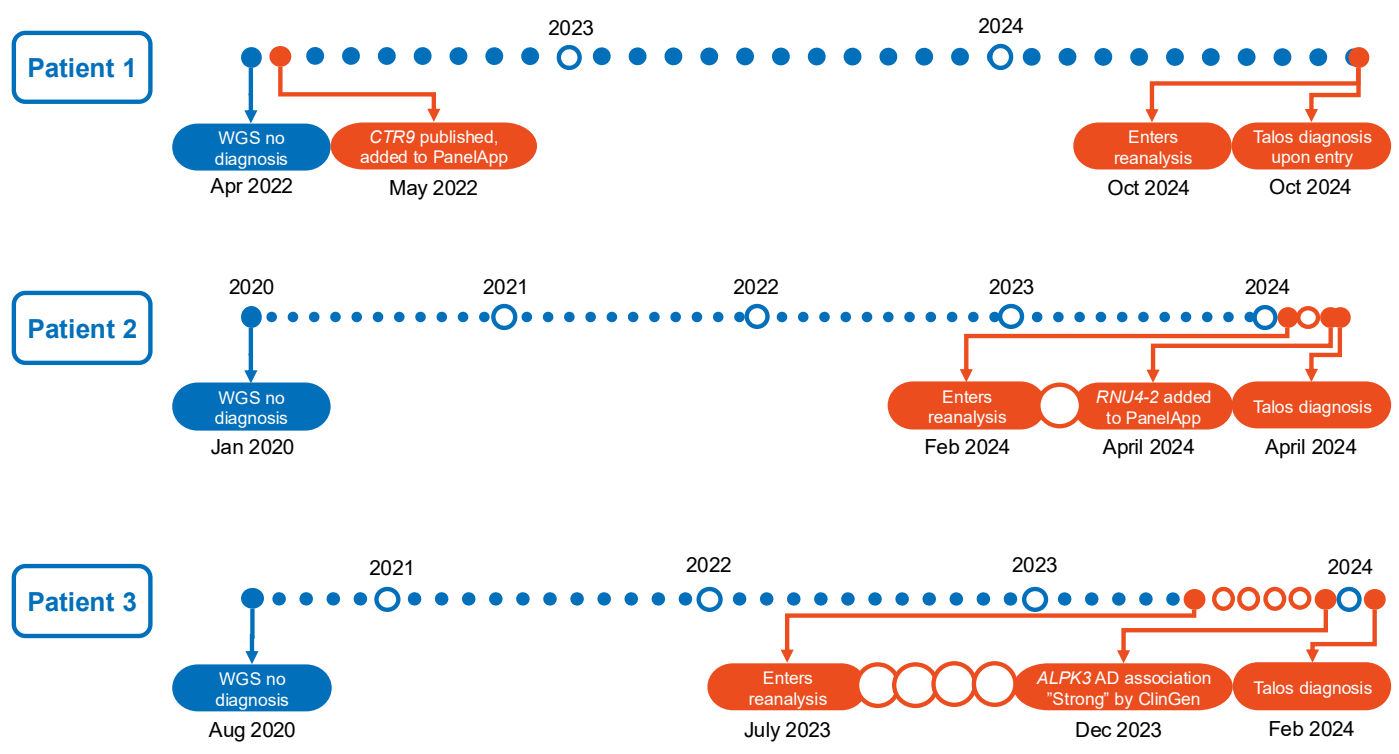 2023
2024
Patient 1
WGS no
diagnosis
CTR9 published,
added to PanelApp
Enters
reanalysis
Talos diagnosis
upon entry
Apr 2022
May 2022
Oct 2024
Oct 2024
2020
2021
2022
2023
2024
Patient 2
WGS no
diagnosis
Enters
reanalysis
RNU4-2 added
to PanelApp
Talos diagnosis
Jan 2020
Feb 2024
April 2024
April 2024
2021
2022
2023
2024
Patient 3
WGS no
diagnosis
Enters
reanalysis
ALPK3 AD association
"Strong" by ClinGen
Talos diagnosis
Aug 2020
July 2023
Dec 2023
Feb 2024